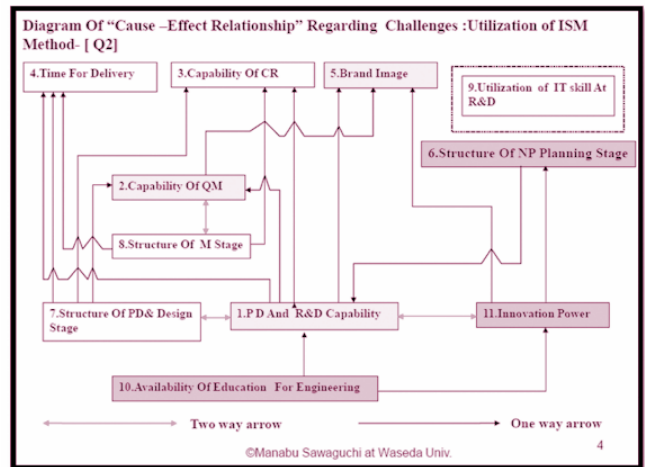 Diagram Of “Cause –Effect Relationship” Regarding Challenges :Utilization of ISM
Method- [ Q2]
4.Time For Delivery
3.Capability Of CR
5.Brand Image
9.Utilization of IT skill At
R&D
6.Structure Of NP Planning Stage
2.Capability Of QM
8.Structure Of M Stage
7.Structure Of PD& Design
Stage
1.PD And R&D Capability
11.Innovation Power
10.Availability Of Education For Engineering
Two way arrow
One way arrow
©Manabu Sawaguchi at Waseda Univ.
4